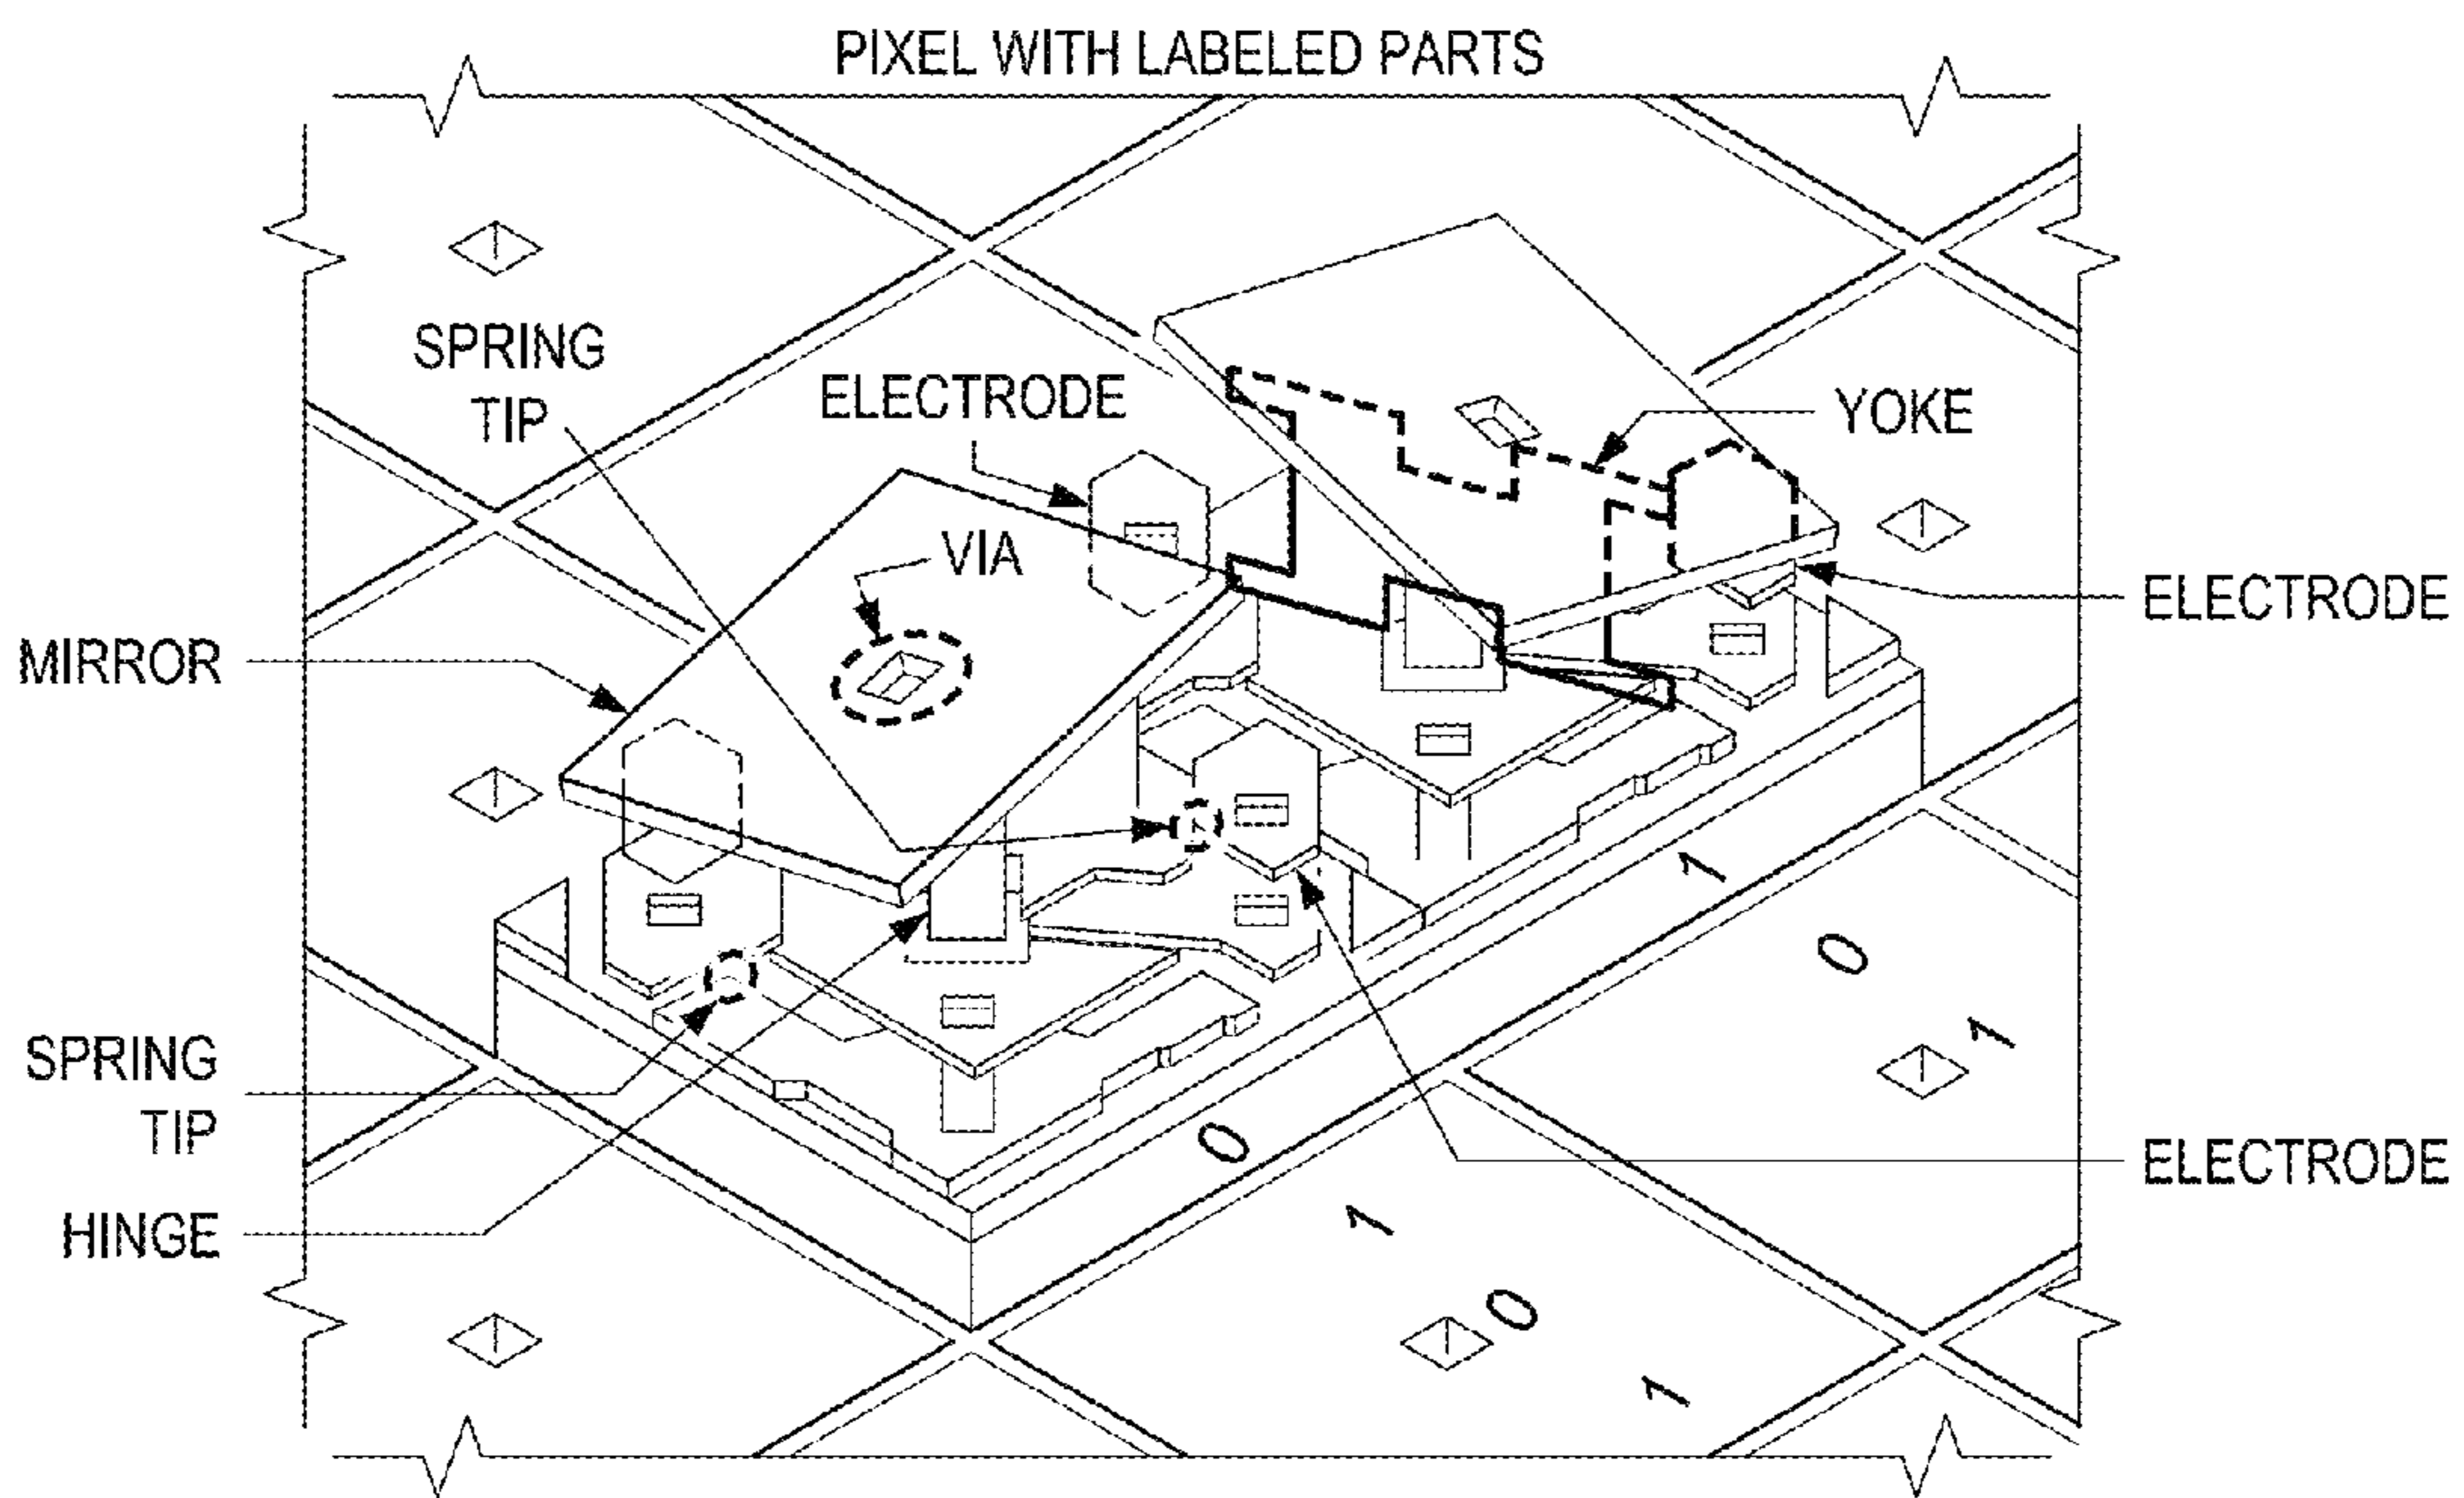 PIXEL WITH LABELED PARTS
SPRING
TIP
ELECTRODE
YOKE
VIA
ELECTRODE
MIRROR
1
0
1
SPRING
TIP
0
ELECTRODE
HINGE
1
0
1